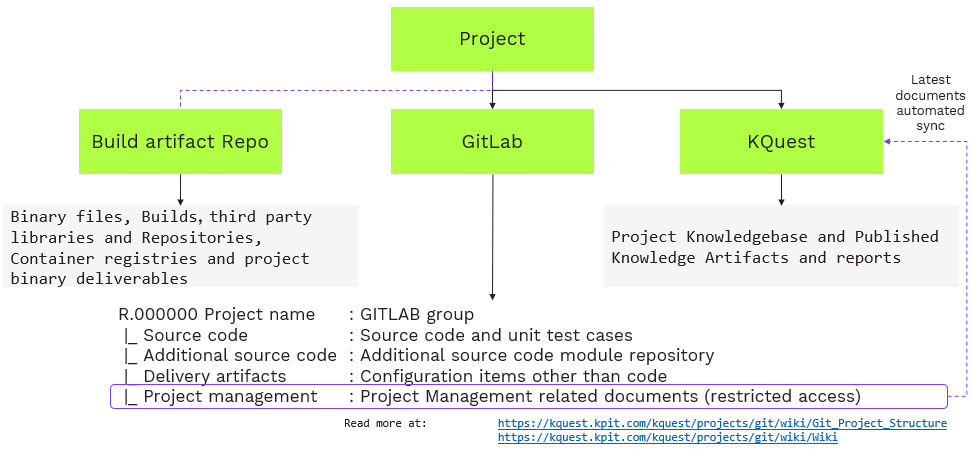 Project
Latest
documents
automated
sync
Build artifact Repo
GitLab
KQuest
Binary files, Builds, third party
libraries and Repositories,
Container registries and project
binary deliverables
Project Knowledgebase and Published
Knowledge Artifacts and reports
R.000000 Project name : GITLAB group
|_ Source code : Source code and unit test cases
|_ Additional source code : Additional source code module repository
|_ Delivery artifacts : Configuration items other than code
|_ Project management : Project Management related documents (restricted access)
Read more at: https://kquest.kpit.com/kquest/projects/git/wiki/Git_Project_Structure
https://kquest.kpit.com/kquest/projects/git/wiki/Wiki